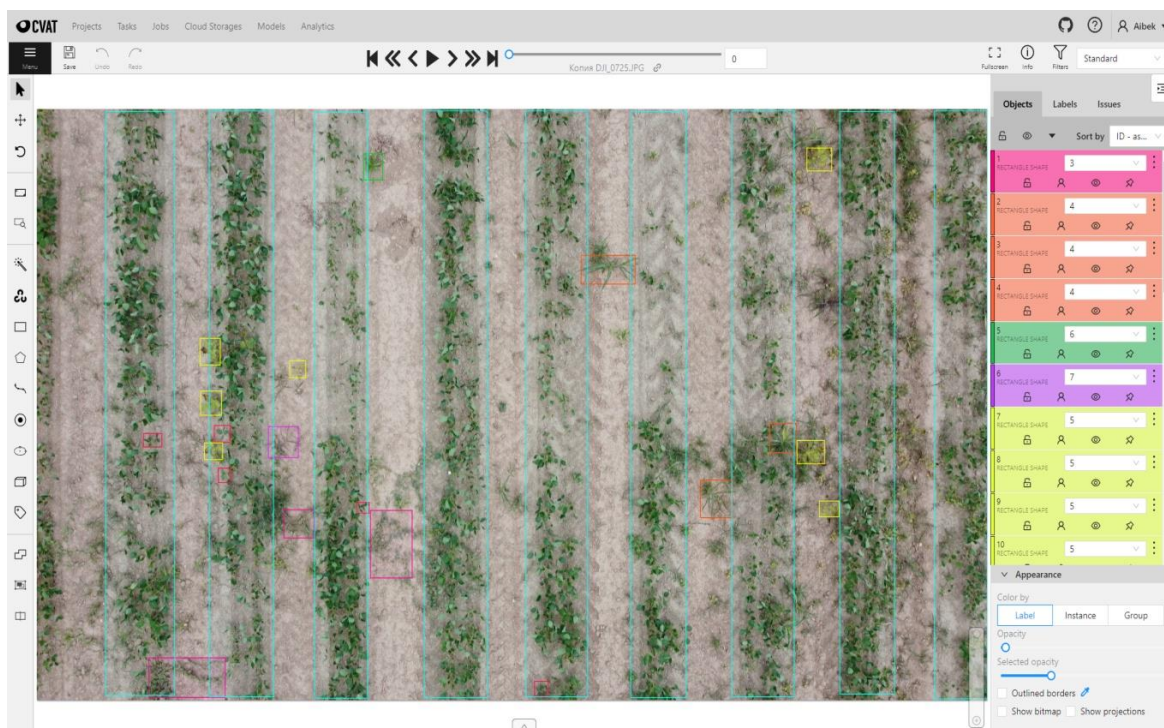 CVAT Projects Tasks Jobs Cloud Storages Models Analytics Aibek
Menu Save Undo Redo 0 Fullscreen Info Filters Standard
Копия DJI_0725.JPG
Objects Labels Issues
Sort by ID - as...
1
RECTANGLE SHAPE 3
2
RECTANGLE SHAPE 4
3
RECTANGLE SHAPE 4
4
RECTANGLE SHAPE 4
5
RECTANGLE SHAPE 6
6
RECTANGLE SHAPE 7
7
RECTANGLE SHAPE 5
8
RECTANGLE SHAPE 5
9
RECTANGLE SHAPE 5
10
RECTANGLE SHAPE 5
Appearance
Color by
Label Instance Group
Opacity
Selected opacity
Outlined borders
Show bitmap Show projections